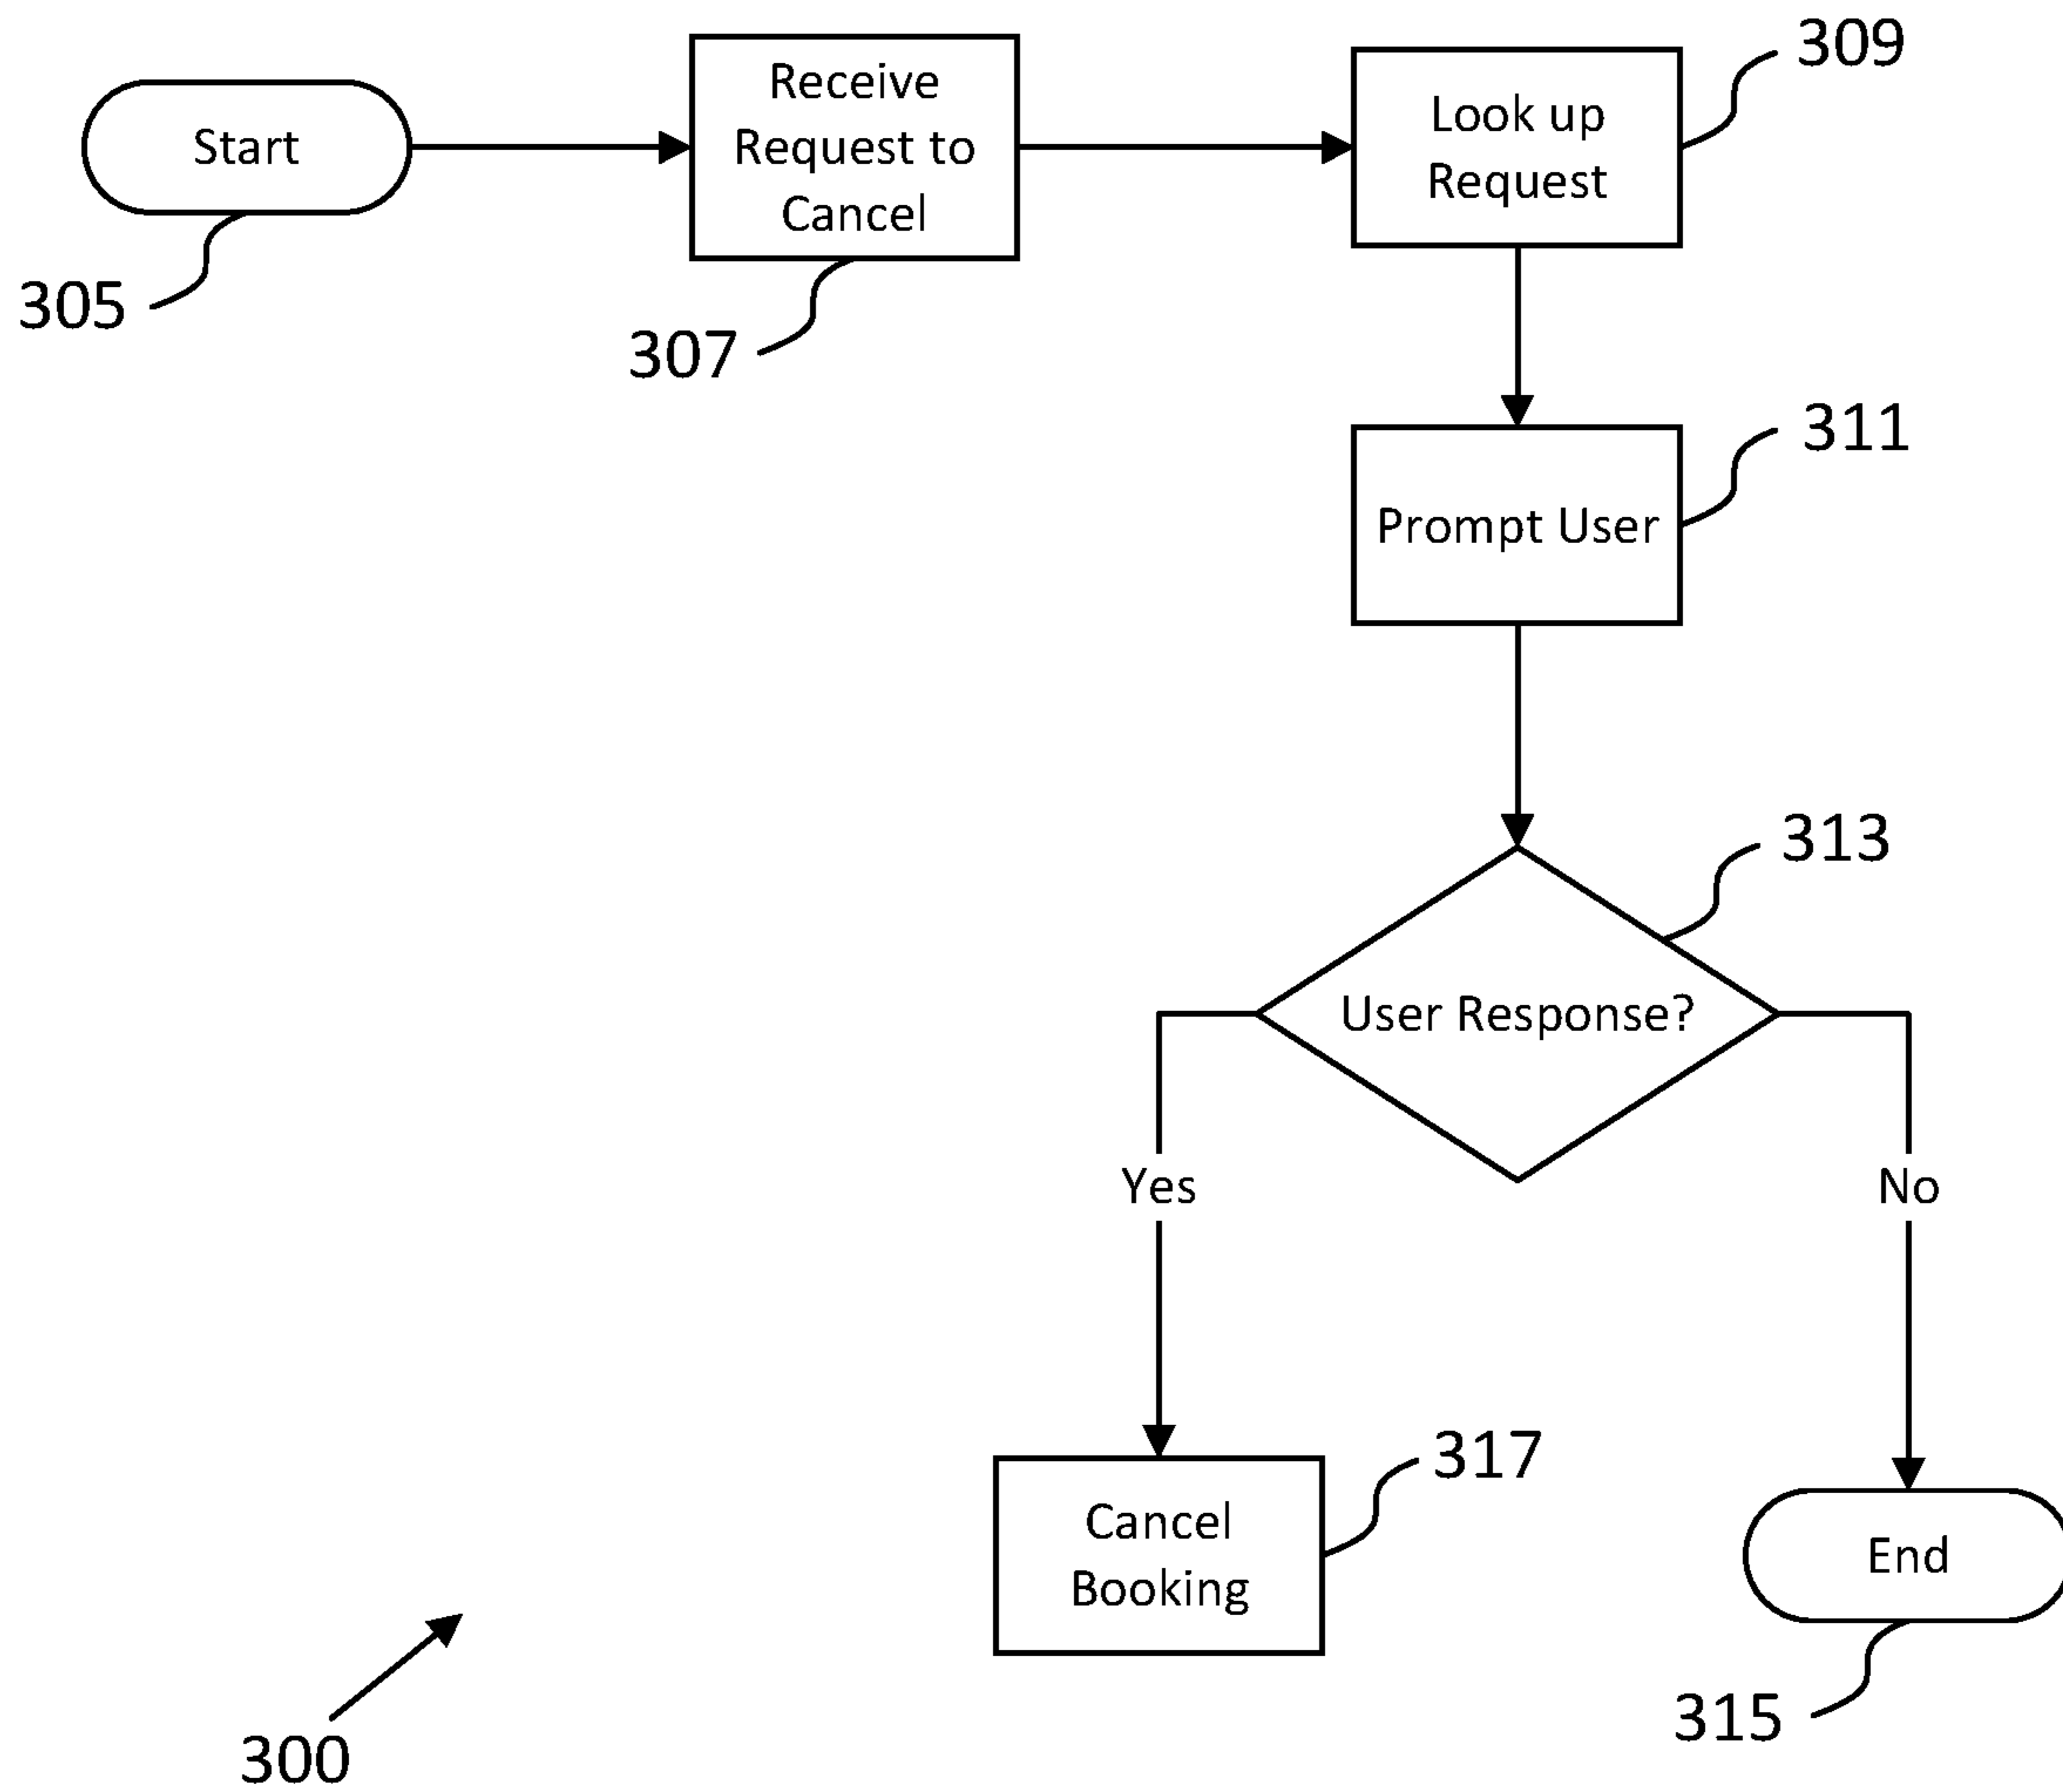 Start
305
Receive
Request to
Cancel
307
Look up
Request
309
Prompt User
311
User Response?
313
Yes
No
Cancel
Booking
317
End
315
300